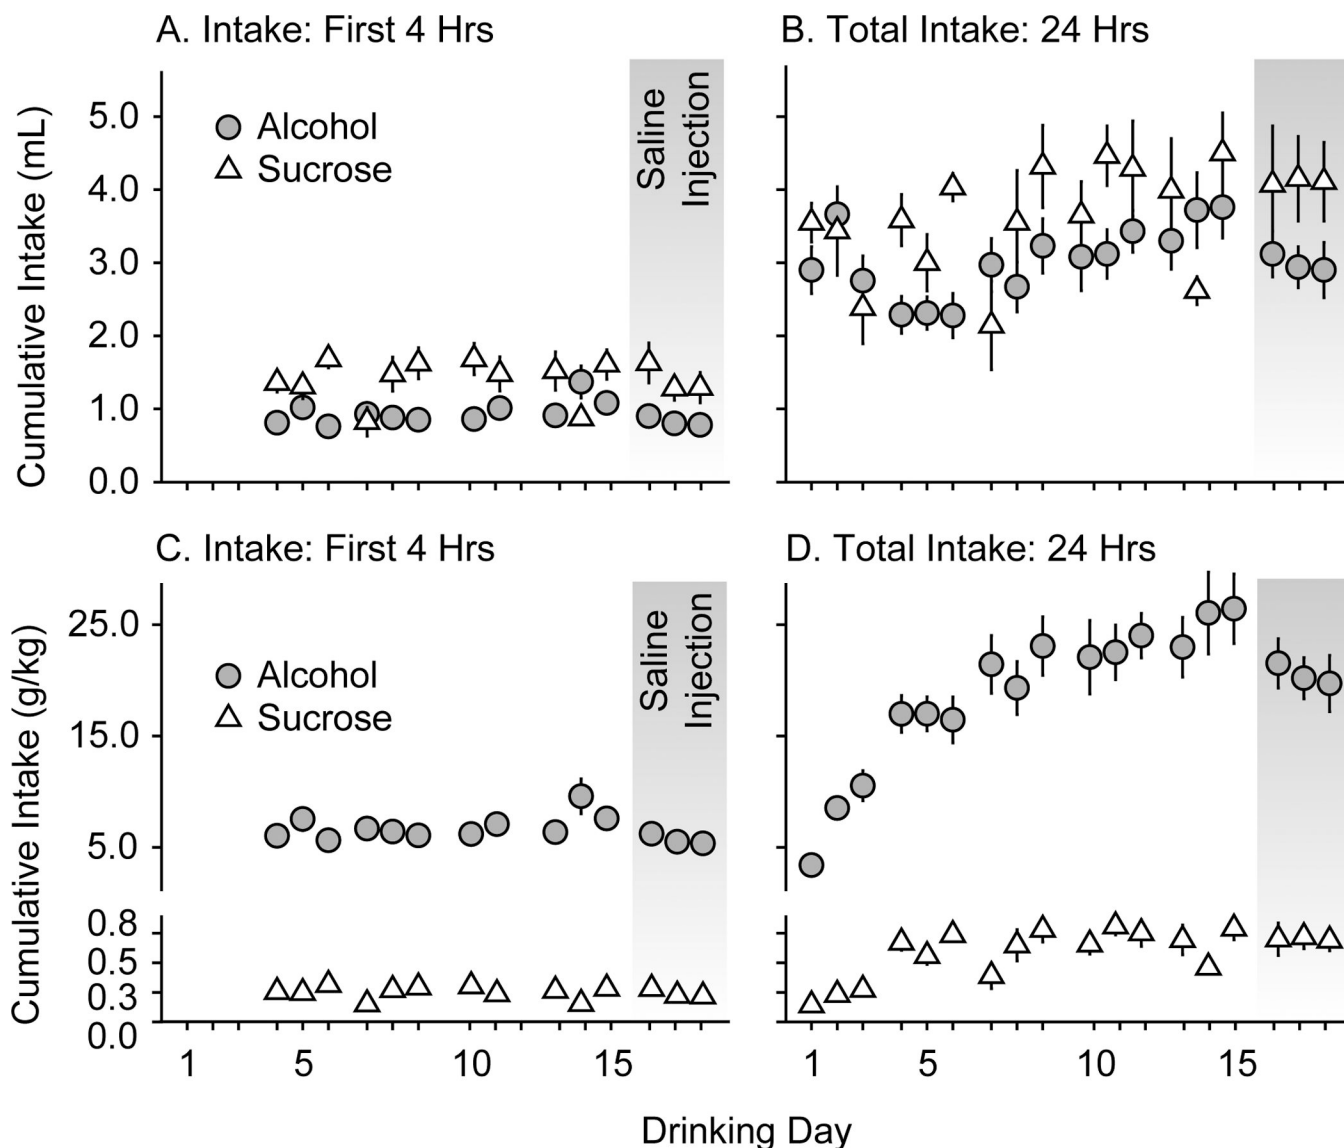 A. Intake: First 4 Hrs
B. Total Intake: 24 Hrs
Cumulative Intake (mL)
5.0
4.0
3.0
2.0
1.0
0.0
Alcohol
Sucrose
Saline
Injection
C. Intake: First 4 Hrs
D. Total Intake: 24 Hrs
Cumulative Intake (g/kg)
25.0
15.0
5.0
0.8
0.5
0.3
0.0
Alcohol
Sucrose
Saline
Injection
1 5 10 15
1 5 10 15
Drinking Day